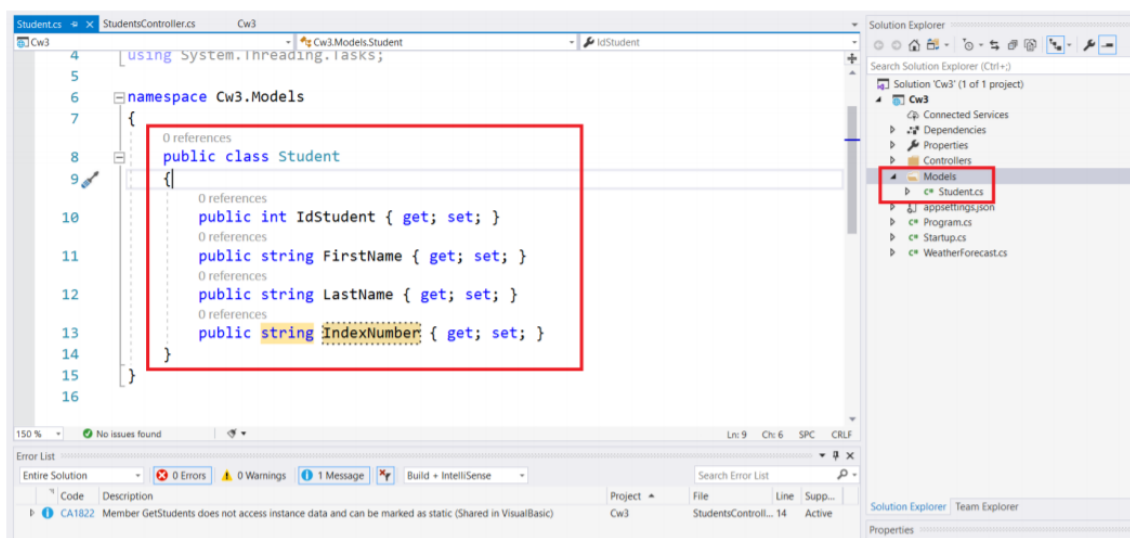 Student.cs StudentsController.cs Cw3
Cw3 Cw3.Models.Student IdStudent
4 using System.Threading.Tasks;
5
6 namespace Cw3.Models
7 {
0 references
8 public class Student
9 {
0 references
10 public int IdStudent { get; set; }
0 references
11 public string FirstName { get; set; }
0 references
12 public string LastName { get; set; }
0 references
13 public string IndexNumber { get; set; }
14 }
15 }
16
150 % No issues found Ln: 9 Ch: 6 SPC CRLF
Error List
Entire Solution 0 Errors 0 Warnings 1 Message Build + IntelliSense Search Error List
Code Description Project File Line Supp...
CA1822 Member GetStudents does not access instance data and can be marked as static (Shared in VisualBasic) Cw3 StudentsControll... 14 Active
Solution Explorer
Search Solution Explorer (Ctrl+;)
Solution 'Cw3' (1 of 1 project)
Cw3
Connected Services
Dependencies
Properties
Controllers
Models
C# Student.cs
appsettings.json
C# Program.cs
C# Startup.cs
C# WeatherForecast.cs
Solution Explorer Team Explorer
Properties